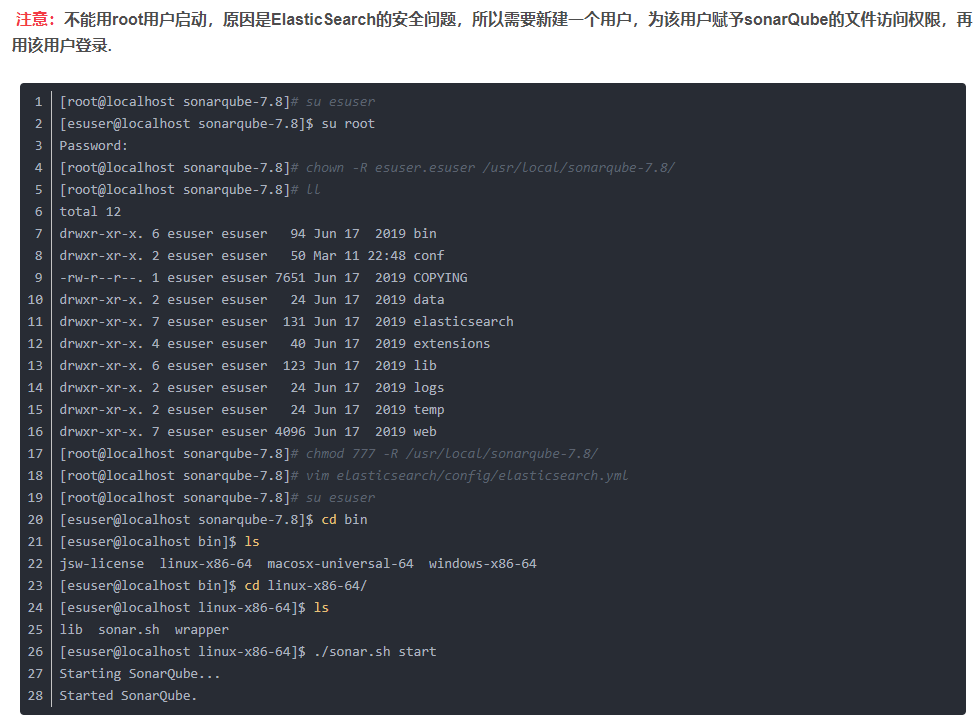 注意：不能用root用户启动，原因是ElasticSearch的安全问题，所以需要新建一个用户，为该用户赋予sonarQube的文件访问权限，再
用该用户登录.
1 [root@localhost sonarqube-7.8]# su esuser
2 [esuser@localhost sonarqube-7.8]$ su root
3 Password:
4 [root@localhost sonarqube-7.8]# chown -R esuser.esuser /usr/local/sonarqube-7.8/
5 [root@localhost sonarqube-7.8]# ll
6 total 12
7 drwxr-xr-x. 6 esuser esuser   94 Jun 17  2019 bin
8 drwxr-xr-x. 2 esuser esuser   50 Mar 11 22:48 conf
9 -rw-r--r--. 1 esuser esuser 7651 Jun 17  2019 COPYING
10 drwxr-xr-x. 2 esuser esuser   24 Jun 17  2019 data
11 drwxr-xr-x. 7 esuser esuser  131 Jun 17  2019 elasticsearch
12 drwxr-xr-x. 4 esuser esuser   40 Jun 17  2019 extensions
13 drwxr-xr-x. 6 esuser esuser  123 Jun 17  2019 lib
14 drwxr-xr-x. 2 esuser esuser   24 Jun 17  2019 logs
15 drwxr-xr-x. 2 esuser esuser   24 Jun 17  2019 temp
16 drwxr-xr-x. 7 esuser esuser 4096 Jun 17  2019 web
17 [root@localhost sonarqube-7.8]# chmod 777 -R /usr/local/sonarqube-7.8/
18 [root@localhost sonarqube-7.8]# vim elasticsearch/config/elasticsearch.yml
19 [root@localhost sonarqube-7.8]# su esuser
20 [esuser@localhost sonarqube-7.8]$ cd bin
21 [esuser@localhost bin]$ ls
22 jsw-license  linux-x86-64  macosx-universal-64  windows-x86-64
23 [esuser@localhost bin]$ cd linux-x86-64/
24 [esuser@localhost linux-x86-64]$ ls
25 lib  sonar.sh  wrapper
26 [esuser@localhost linux-x86-64]$ ./sonar.sh start
27 Starting SonarQube...
28 Started SonarQube.